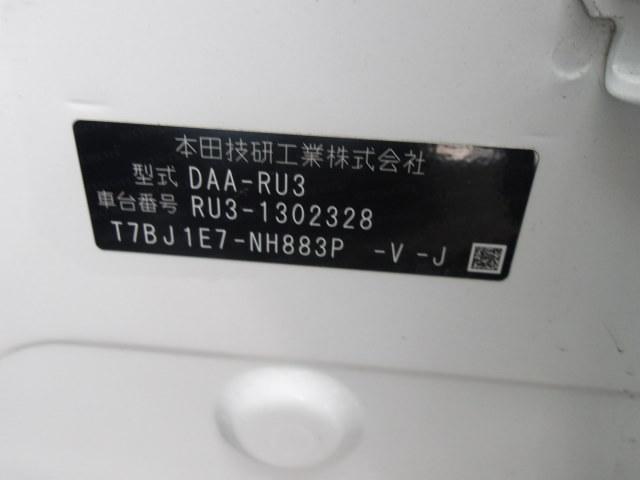 本田技研工業株式会社
型式 DAA-RU3
車台番号 RU3-1302328
T7BJ1E7-NH883P -V -J